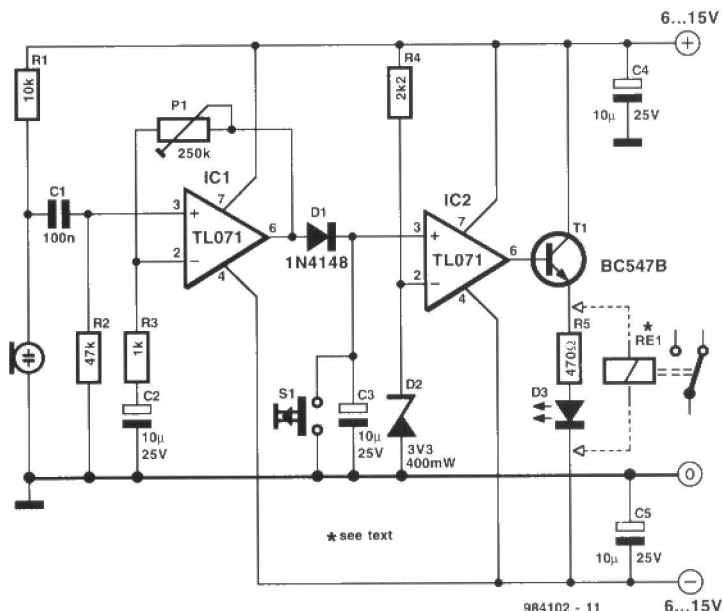 6...15V
+
R1
10k
P1
250k
R4
2k2
C4
10µ
25V
C1
100n
IC1
3
+
7
TL071
6
2
−
4
D1
1N4148
IC2
3
+
7
TL071
6
2
−
4
T1
BC547B
R2
47k
R3
1k
C2
10µ
25V
S1
C3
10µ
25V
D2
3V3
400mW
R5
470Ω
D3
*
RE1
0
* see text
C5
10µ
25V
−
984102 - 11
6...15V